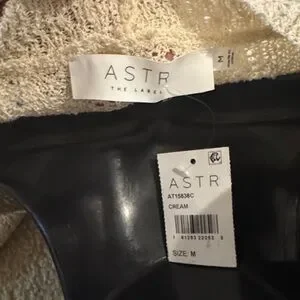 ASTR
THE LABEL
M
ASTR
AT15838C
CREAM
SIZE: M